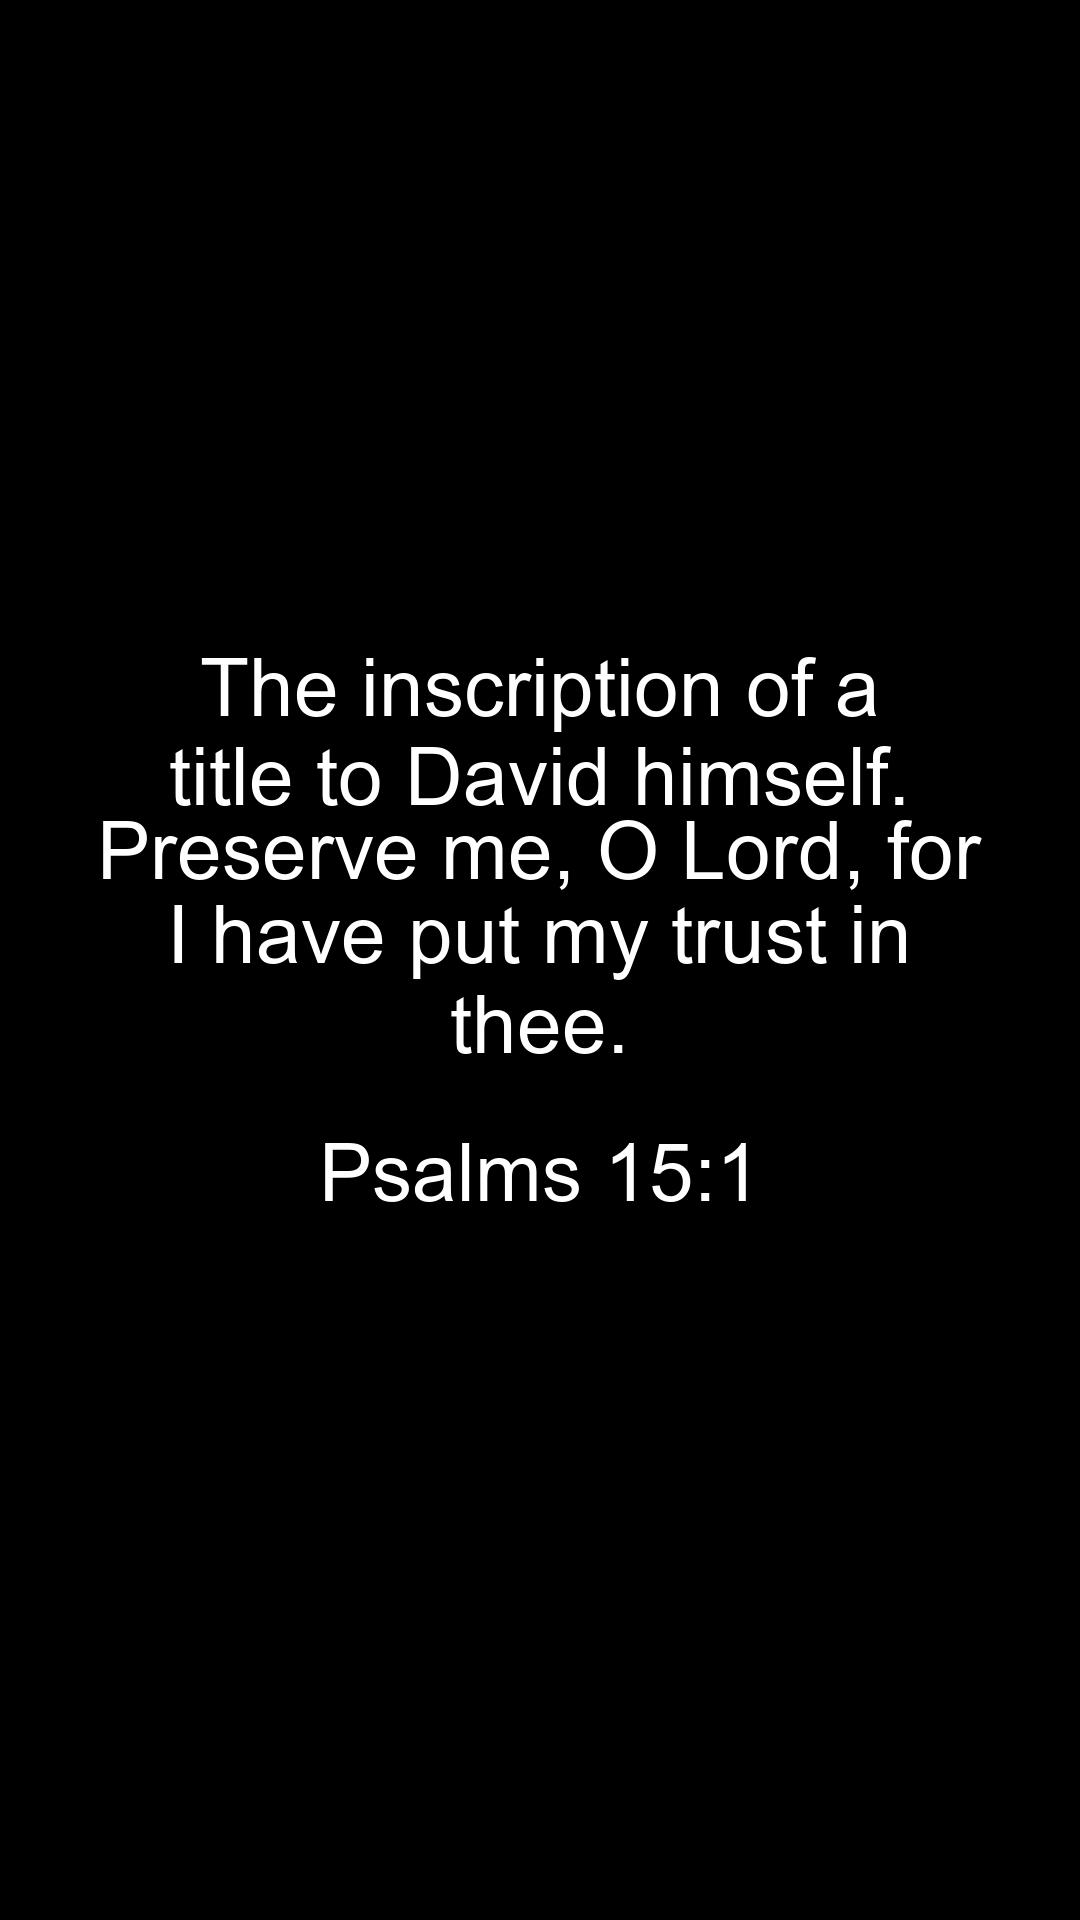 The inscription of a
title to David himself.
Preserve me, O Lord, for
I have put my trust in
thee.
Psalms 15:1